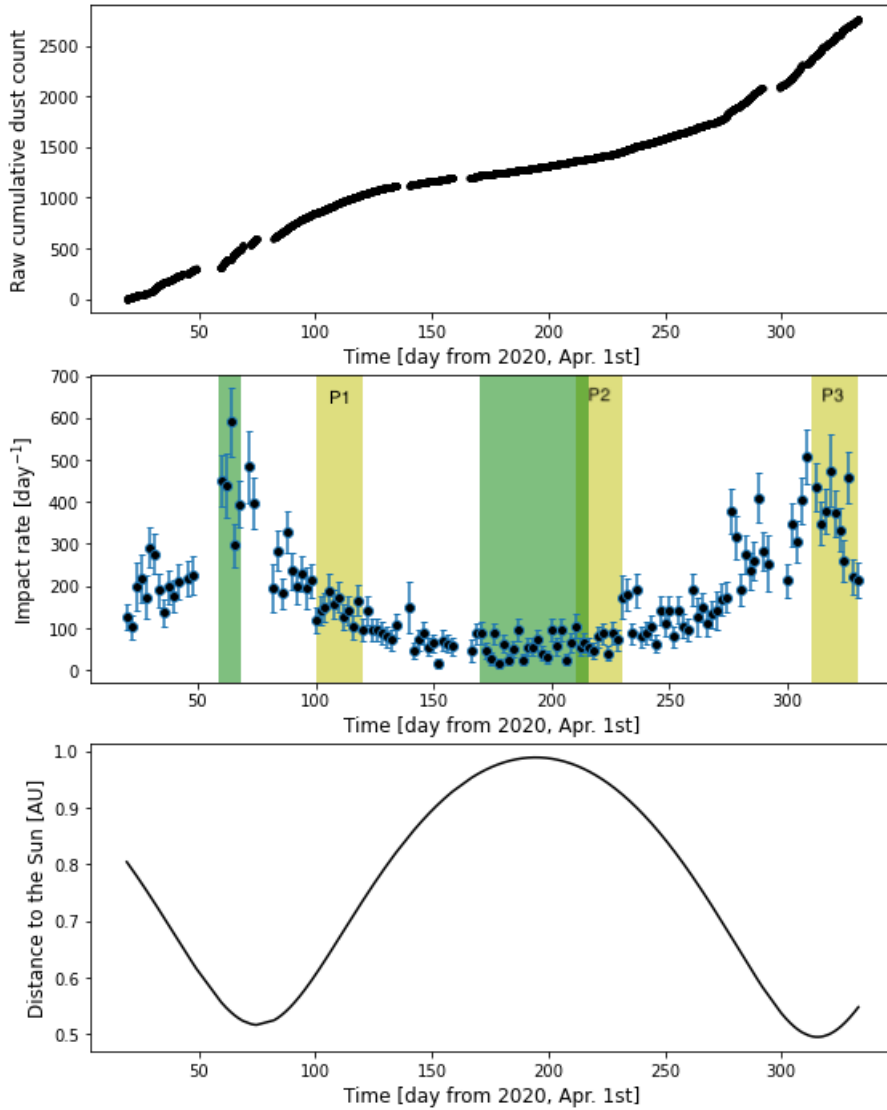 Raw cumulative dust count
2500
2000
1500
1000
500
0
50 100 150 200 250 300
Time [day from 2020, Apr. 1st]
Impact rate [day⁻¹]
700
600
500
400
300
200
100
0
P1 P2 P3
50 100 150 200 250 300
Time [day from 2020, Apr. 1st]
Distance to the Sun [AU]
1.0
0.9
0.8
0.7
0.6
0.5
50 100 150 200 250 300
Time [day from 2020, Apr. 1st]